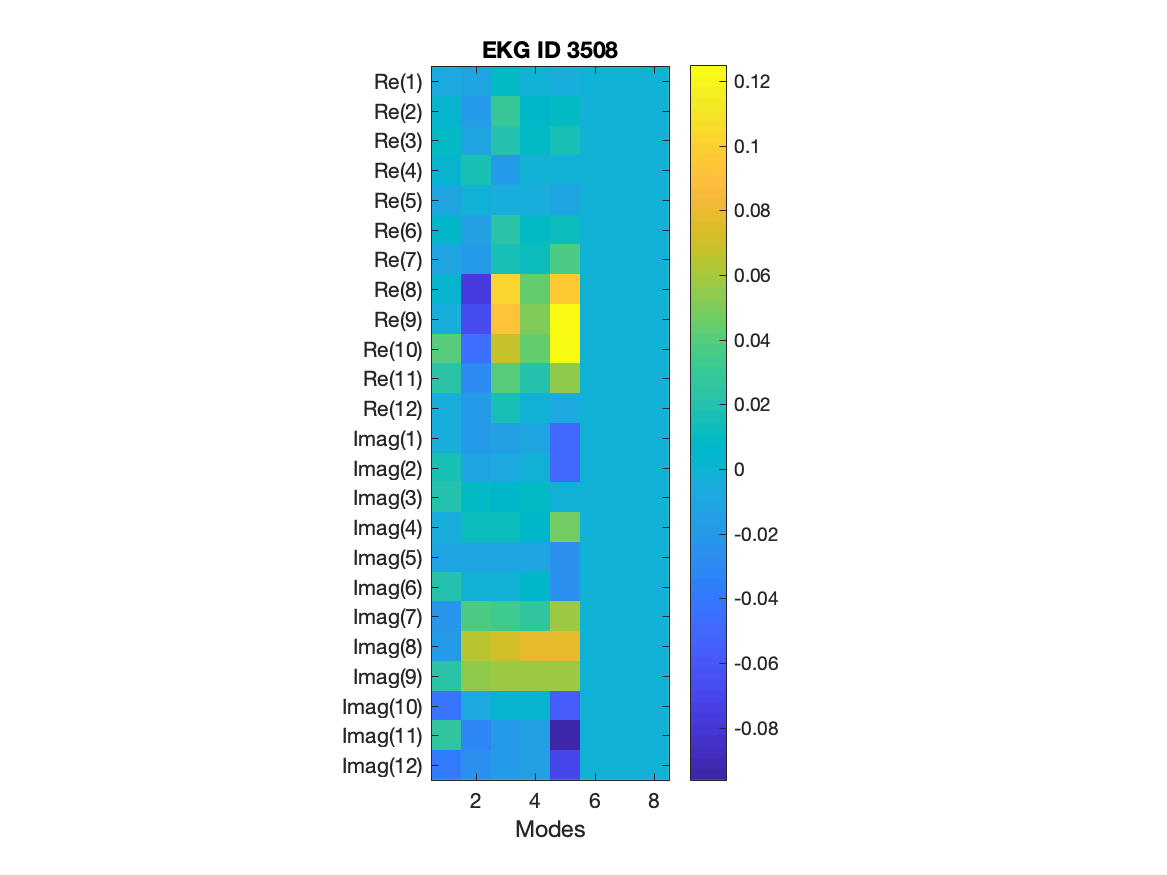 EKG ID 3508
Re(1)
Re(2)
Re(3)
Re(4)
Re(5)
Re(6)
Re(7)
Re(8)
Re(9)
Re(10)
Re(11)
Re(12)
Imag(1)
Imag(2)
Imag(3)
Imag(4)
Imag(5)
Imag(6)
Imag(7)
Imag(8)
Imag(9)
Imag(10)
Imag(11)
Imag(12)
2 4 6 8
Modes
0.12
0.1
0.08
0.06
0.04
0.02
0
-0.02
-0.04
-0.06
-0.08